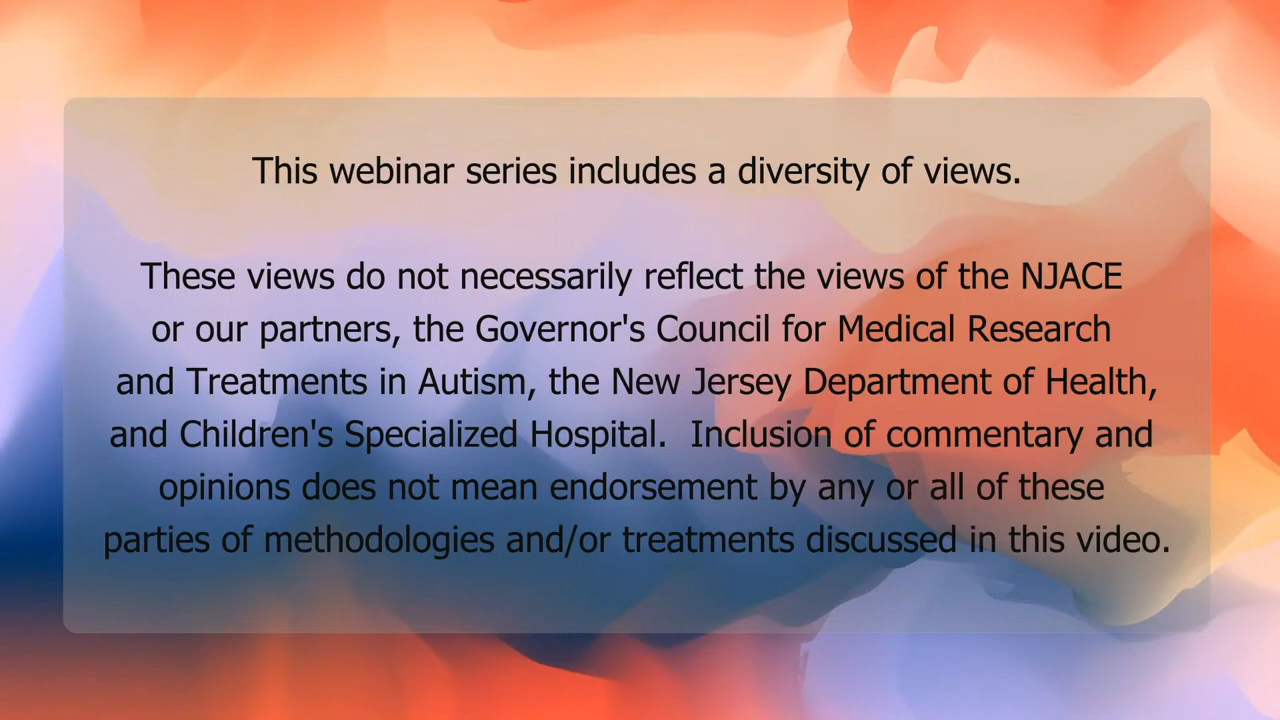 This webinar series includes a diversity of views.
These views do not necessarily reflect the views of the NJACE
or our partners, the Governor's Council for Medical Research
and Treatments in Autism, the New Jersey Department of Health,
and Children's Specialized Hospital.  Inclusion of commentary and
opinions does not mean endorsement by any or all of these
parties of methodologies and/or treatments discussed in this video.